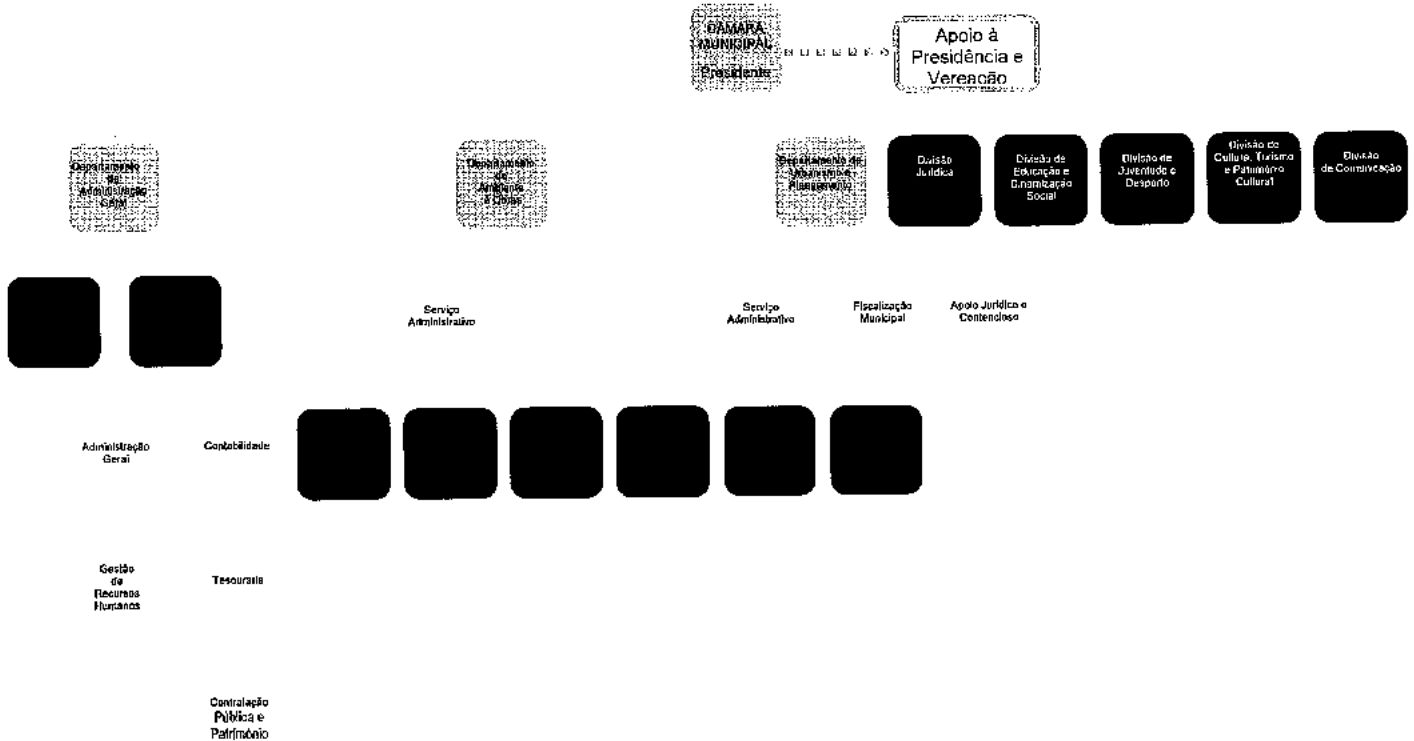 CÂMARA
MUNICIPAL
Presidente
Apoio à
Presidência e
Vereação
Departamento
de
Administração
Geral
Departamento
de
Ambiente
e Obras
Departamento de
Urbanismo e
Planeamento
Divisão
Jurídica
Divisão de
Educação e
Dinamização
Social
Divisão de
Juventude e
Desporto
Divisão de
Cultura, Turismo
e Património
Cultural
Divisão
de Comunicação
Serviço
Administrativo
Serviço
Administrativo
Fiscalização
Municipal
Apoio Jurídico e
Contencioso
Administração
Geral
Contabilidade
Gestão
de
Recursos
Humanos
Tesouraria
Contratação
Pública e
Património